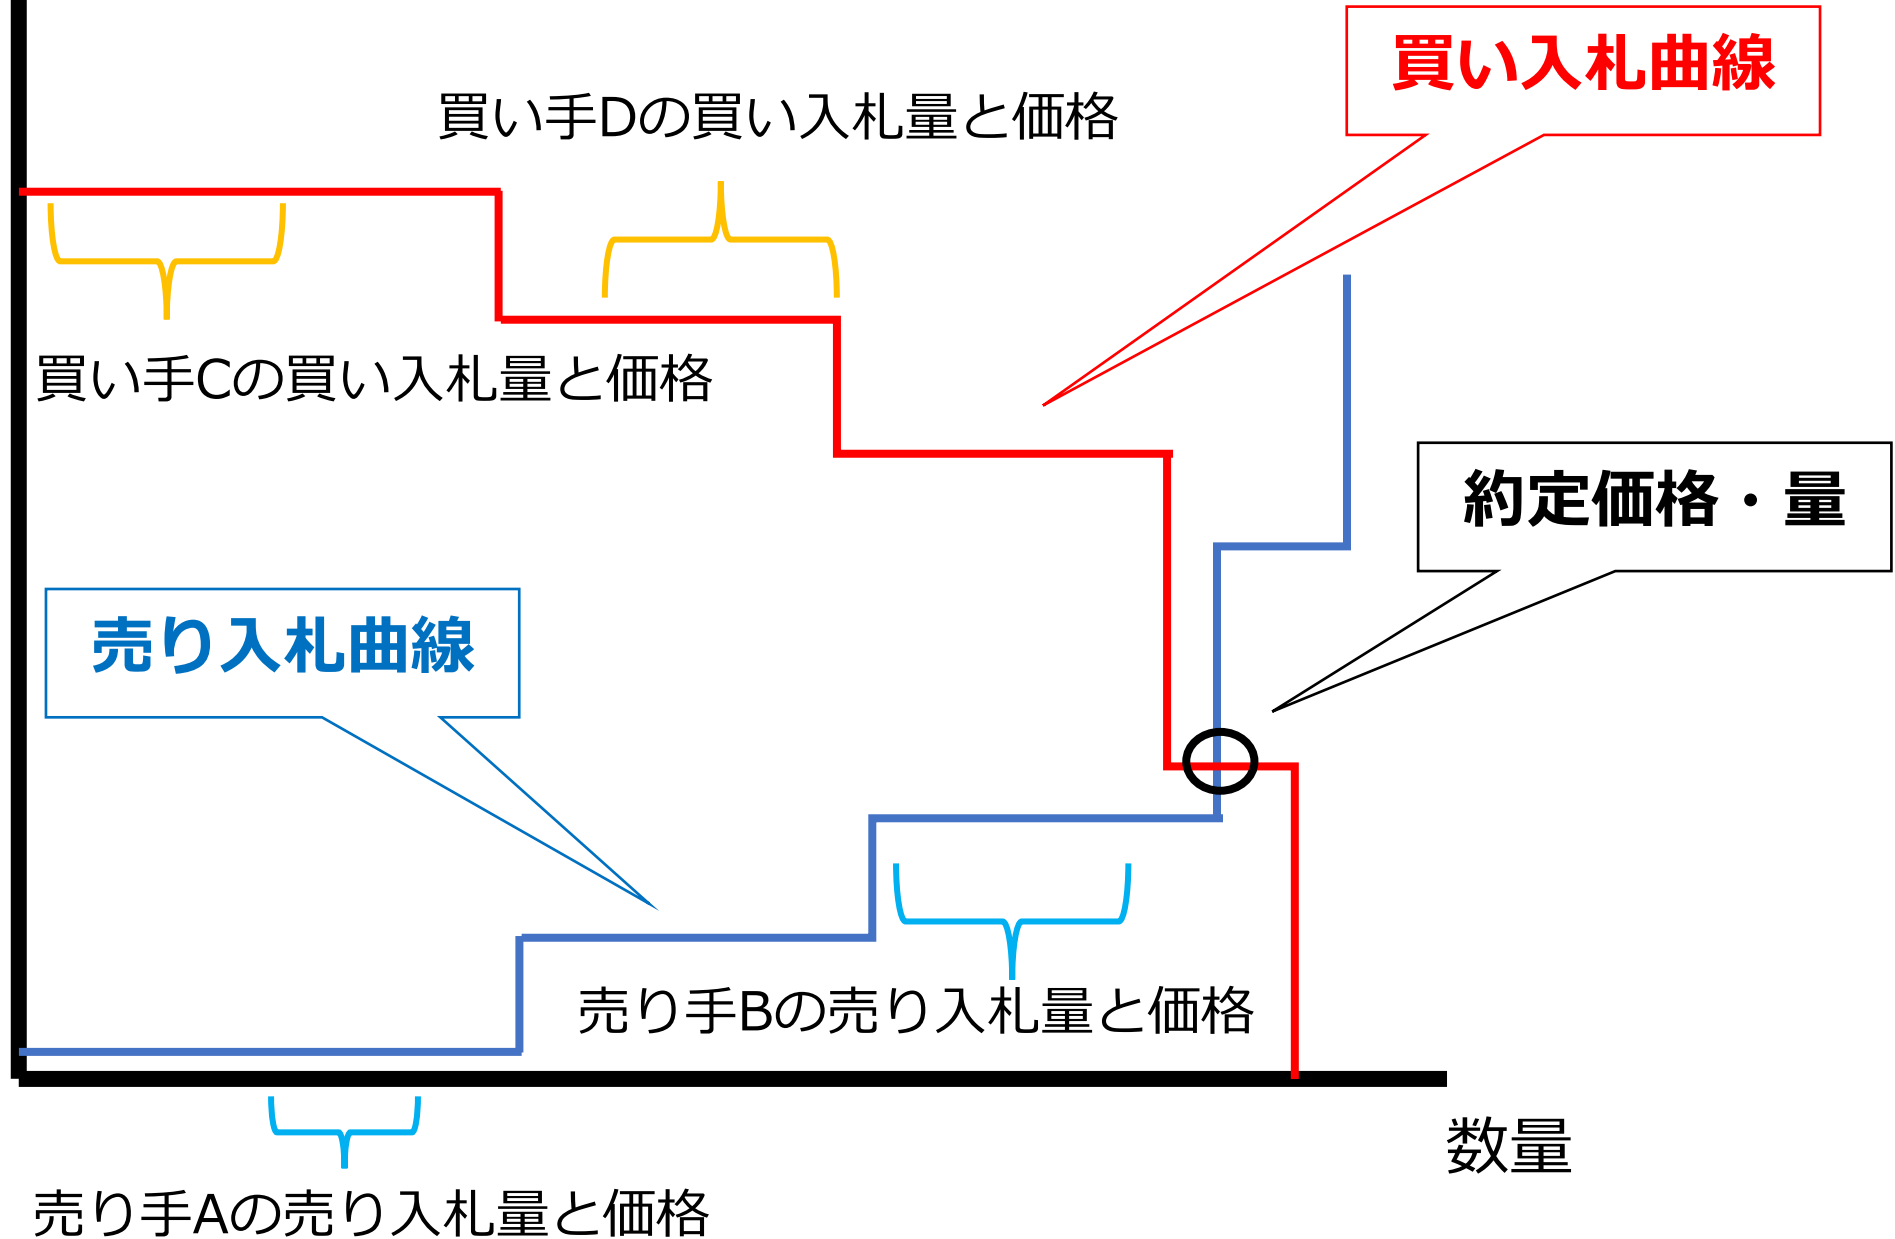 買い入札曲線
買い手Dの買い入札量と価格
買い手Cの買い入札量と価格
約定価格・量
売り入札曲線
売り手Bの売り入札量と価格
数量
売り手Aの売り入札量と価格